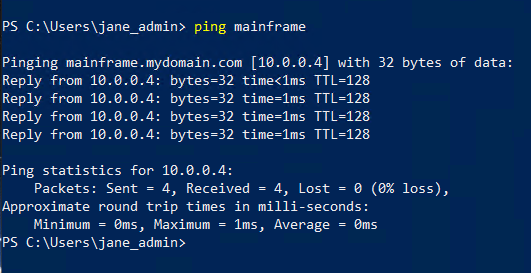 PS C:\Users\jane_admin> ping mainframe
Pinging mainframe.mydomain.com [10.0.0.4] with 32 bytes of data:
Reply from 10.0.0.4: bytes=32 time<1ms TTL=128
Reply from 10.0.0.4: bytes=32 time=1ms TTL=128
Reply from 10.0.0.4: bytes=32 time=1ms TTL=128
Reply from 10.0.0.4: bytes=32 time=1ms TTL=128
Ping statistics for 10.0.0.4:
    Packets: Sent = 4, Received = 4, Lost = 0 (0% loss),
Approximate round trip times in milli-seconds:
    Minimum = 0ms, Maximum = 1ms, Average = 0ms
PS C:\Users\jane_admin>